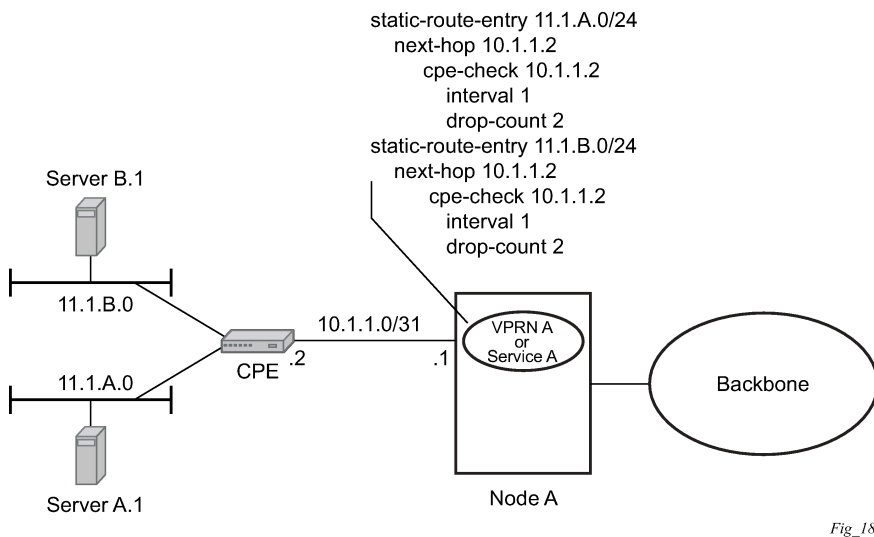 static-route-entry 11.1.A.0/24
next-hop 10.1.1.2
cpe-check 10.1.1.2
interval 1
drop-count 2
static-route-entry 11.1.B.0/24
next-hop 10.1.1.2
cpe-check 10.1.1.2
interval 1
drop-count 2
Server B.1
11.1.B.0
10.1.1.0/31
VPRN A
or
Service A
.2
.1
CPE
11.1.A.0
Backbone
Server A.1
Node A
Fig_18